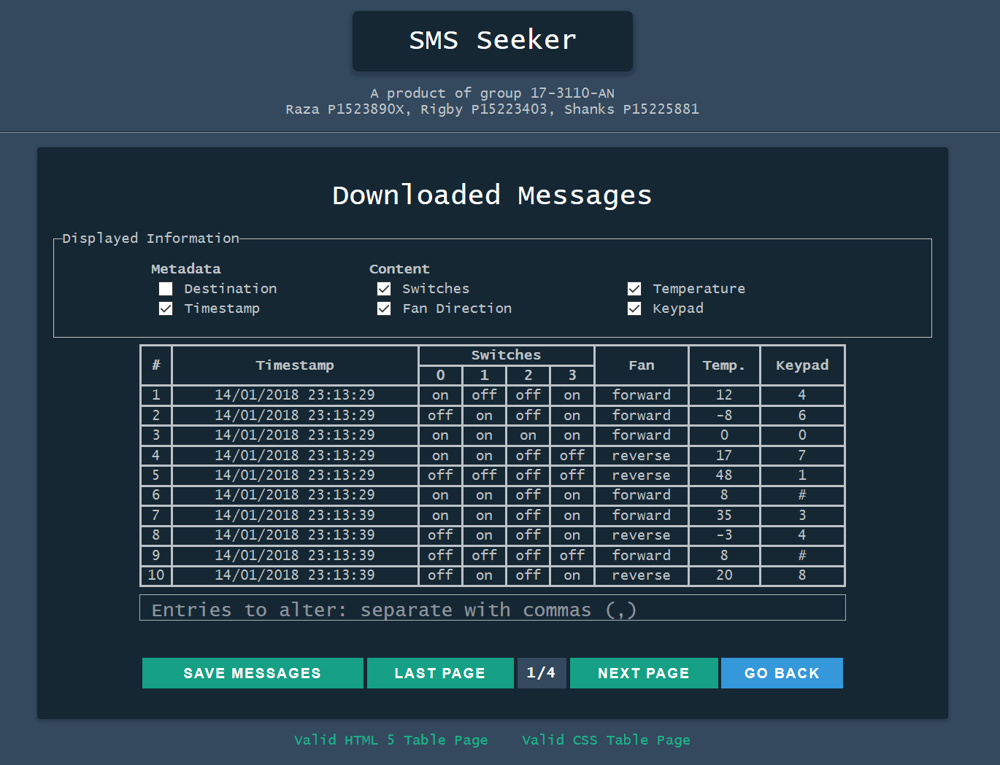 SMS Seeker
A product of group 17-3110-AN
Raza P1523890X, Rigby P15223403, Shanks P15225881
Downloaded Messages
Displayed Information
Metadata Content
Destination Switches Temperature
Timestamp Fan Direction Keypad
# Timestamp Switches Fan Temp. Keypad
0 1 2 3
1 14/01/2018 23:13:29 on off off on forward 12 4
2 14/01/2018 23:13:29 off on off on forward -8 6
3 14/01/2018 23:13:29 on on on on forward 0 0
4 14/01/2018 23:13:29 on on off off reverse 17 7
5 14/01/2018 23:13:29 off off off off reverse 48 1
6 14/01/2018 23:13:29 on on off on forward 8 #
7 14/01/2018 23:13:39 on on off on forward 35 3
8 14/01/2018 23:13:39 off on off on reverse -3 4
9 14/01/2018 23:13:39 off off off off forward 8 #
10 14/01/2018 23:13:39 off on off on reverse 20 8
Entries to alter: separate with commas (,)
SAVE MESSAGES LAST PAGE 1/4 NEXT PAGE GO BACK
Valid HTML 5 Table Page Valid CSS Table Page